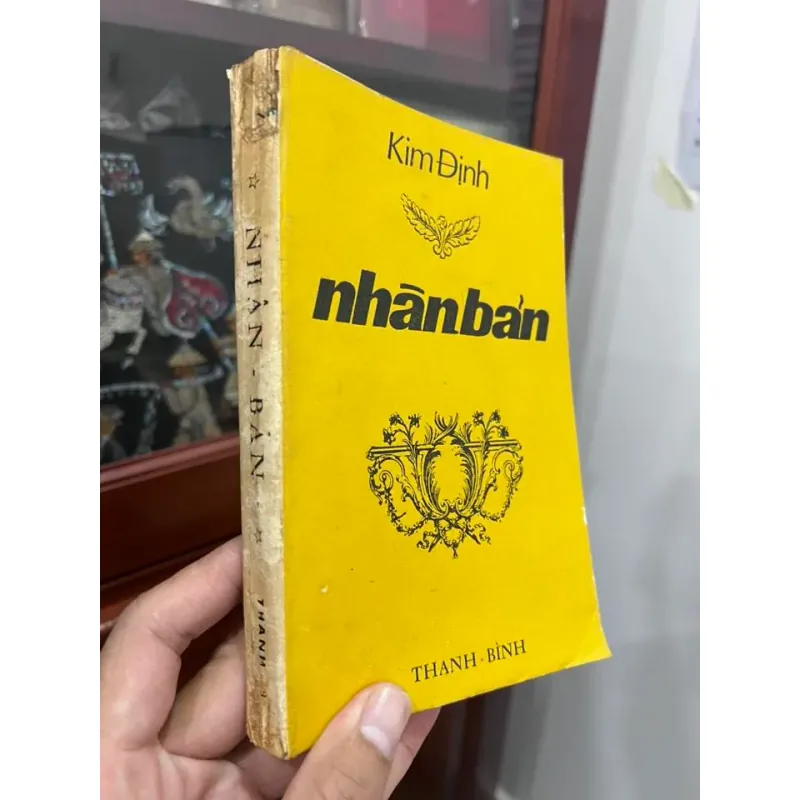 Kim Định
nhân.bản
THANH - BÌNH
NHÂN - BẢN
THANH